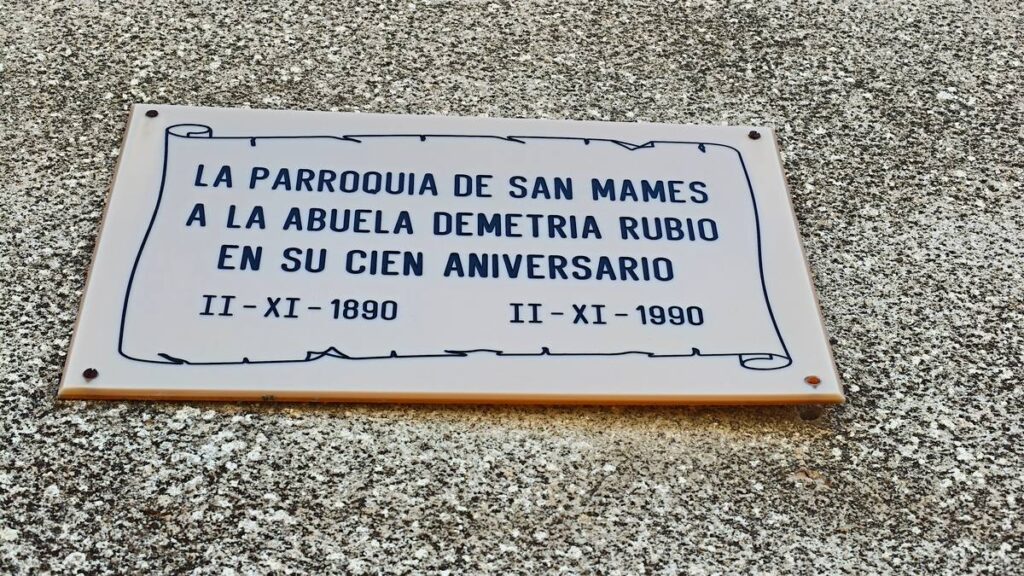 LA PARROQUIA DE SAN MAMES
A LA ABUELA DEMETRIA RUBIO
EN SU CIEN ANIVERSARIO
II-XI-1890 II-XI-1990